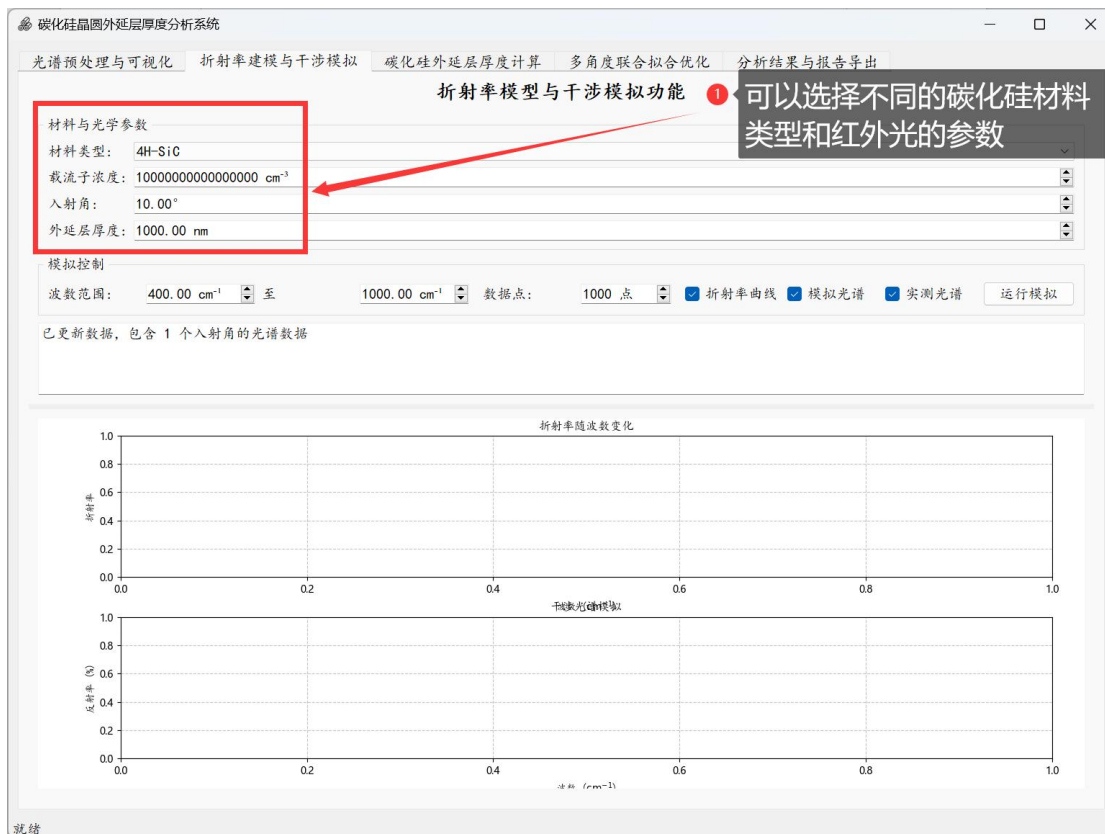 碳化硅晶圆外延层厚度分析系统
光谱预处理与可视化 折射率建模与干涉模拟 碳化硅外延层厚度计算 多角度联合拟合优化 分析结果与报告导出
折射率模型与干涉模拟功能
1 可以选择不同的碳化硅材料
类型和红外光的参数
材料与光学参数
材料类型: 4H-SiC
载流子浓度: 10000000000000000 cm⁻³
入射角: 10.00°
外延层厚度: 1000.00 nm
模拟控制
波数范围: 400.00 cm⁻¹ 至 1000.00 cm⁻¹ 数据点: 1000 点 折射率曲线 模拟光谱 实测光谱 运行模拟
已更新数据, 包含 1 个入射角的光谱数据
折射率随波数变化
折射率
1.0
0.8
0.6
0.4
0.2
0.0
0.0 0.2 0.4 0.6 0.8 1.0
反射率 (%)
1.0
0.8
0.6
0.4
0.2
0.0
0.0 0.2 0.4 0.6 0.8 1.0
波数 (cm⁻¹)
就绪